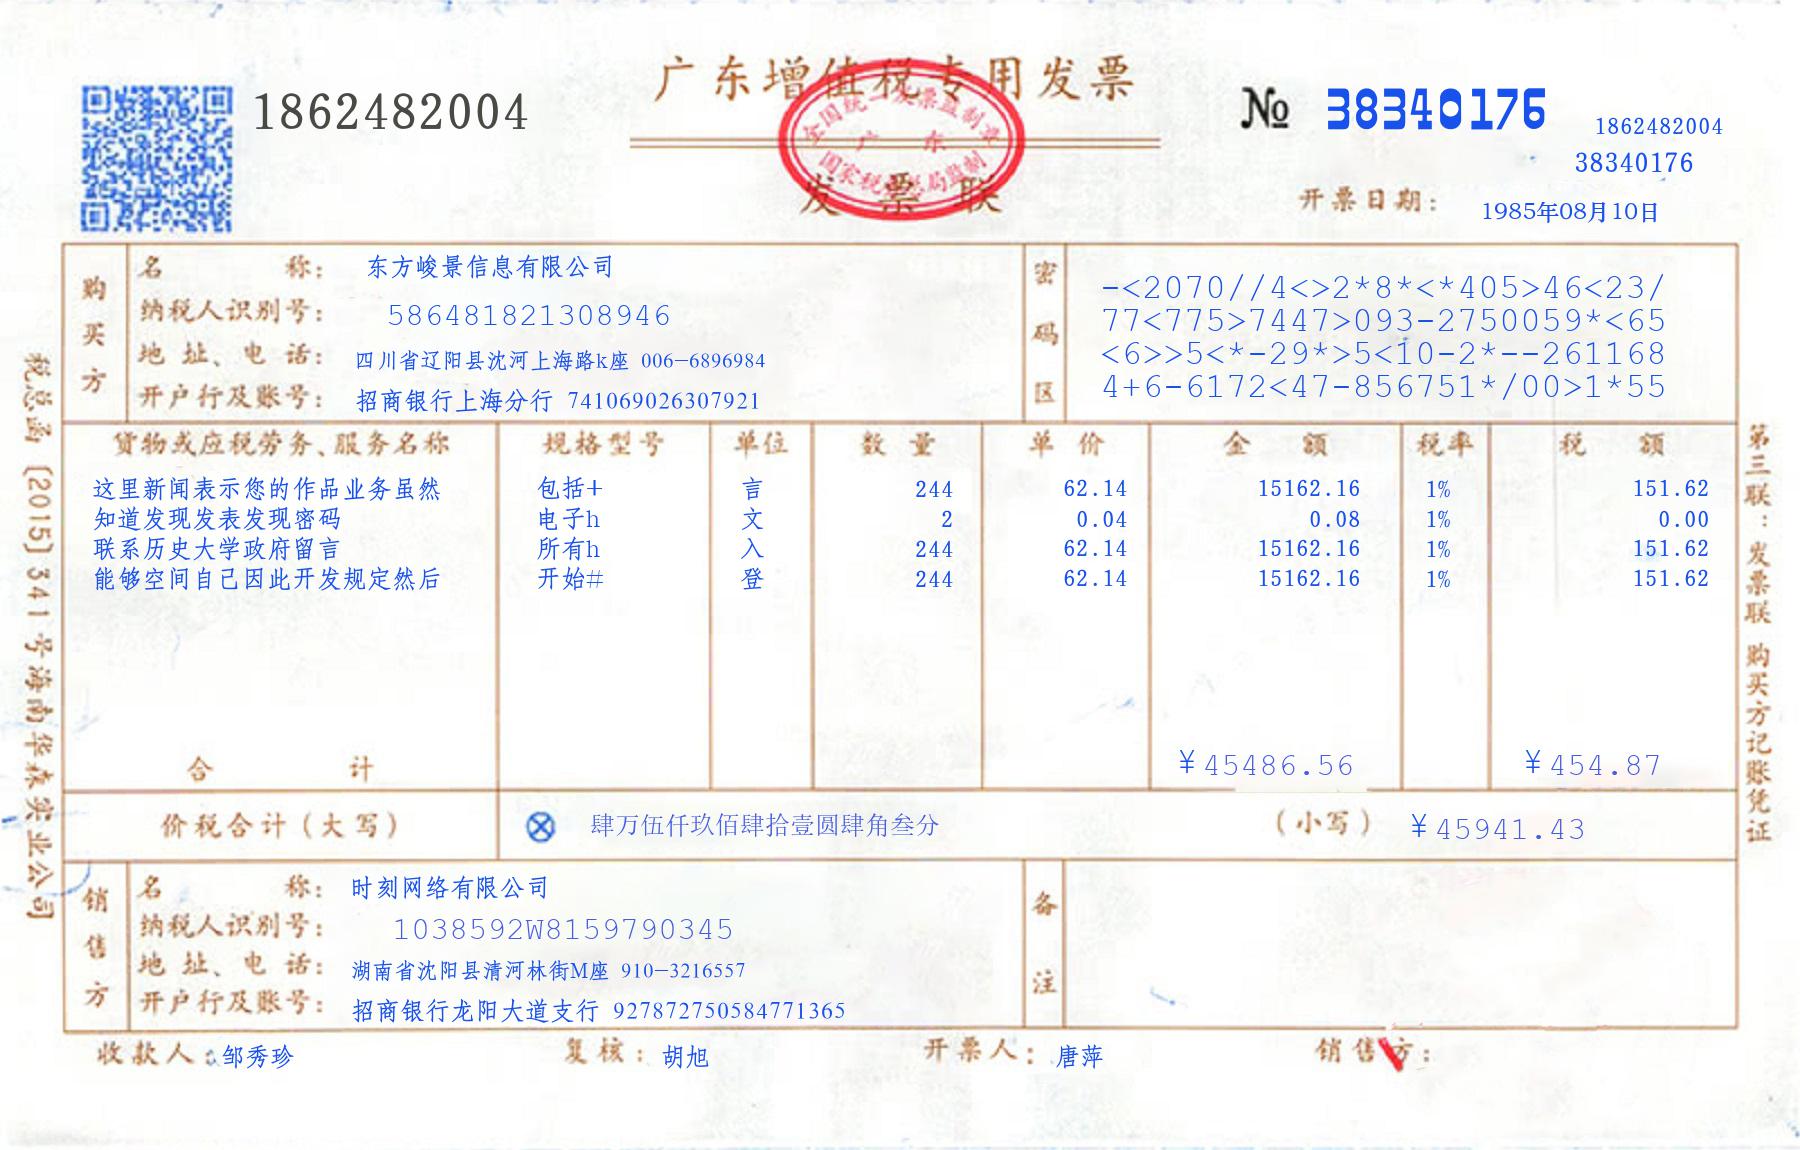 广东增值税专用发票
全国统一发票监制章
广东
国家税务总局监制
发票联
1862482004
№ 38340176
1862482004
38340176
开票日期： 1985年08月10日
购买方
名称： 东方峻景信息有限公司
纳税人识别号： 586481821308946
地址、电话： 四川省辽阳县沈河上海路k座 006-6896984
开户行及账号： 招商银行上海分行 741069026307921
密码区
-<2070//4<>2*8*<*405>46<23/
77<775>7447>093-2750059*<65
<6>>5<*-29*>5<10-2*--261168
4+6-6172<47-856751*/00>1*55
货物或应税劳务、服务名称 规格型号 单位 数量 单价 金额 税率 税额
这里新闻表示您的作品业务虽然 包括+ 言 244 62.14 15162.16 1% 151.62
知道发现发表发现密码 电子h 文 2 0.04 0.08 1% 0.00
联系历史大学政府留言 所有h 入 244 62.14 15162.16 1% 151.62
能够空间自己因此开发规定然后 开始# 登 244 62.14 15162.16 1% 151.62
合计 ¥45486.56 ¥454.87
价税合计（大写） 肆万伍仟玖佰肆拾壹圆肆角叁分 （小写） ¥45941.43
销售方
名称： 时刻网络有限公司
纳税人识别号： 1038592W8159790345
地址、电话： 湖南省沈阳县清河林街M座 910-3216557
开户行及账号： 招商银行龙阳大道支行 927872750584771365
备注
收款人： 邹秀珍 复核： 胡旭 开票人： 唐萍 销售方：
税总函〔2015〕341号海南华森实业公司
第三联：发票联 购买方记账凭证